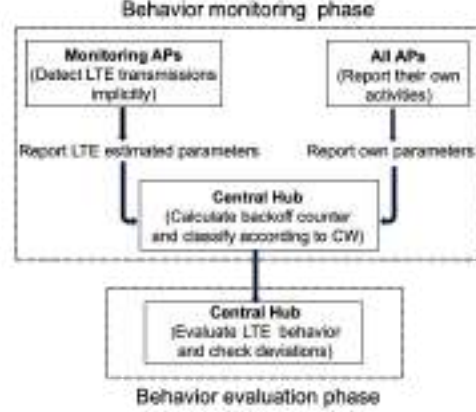 Behavior monitoring phase
Monitoring APs
(Detect LTE transmissions
implicitly)
All APs
(Report their own
activities)
Report LTE estimated parameters
Report own parameters
Central Hub
(Calculate backoff counter
and classify according to CW)
Central Hub
(Evaluate LTE behavior
and check deviations)
Behavior evaluation phase